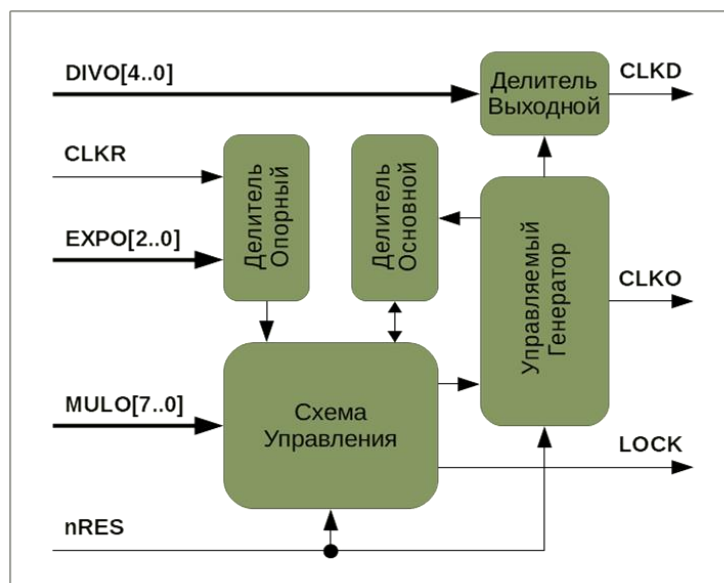 DIVO[4..0]
Делитель
Выходной
CLKD
CLKR
Делитель
Опорный
Делитель
Основной
EXPO[2..0]
Управляемый
Генератор
CLKO
MULO[7..0]
Схема
Управления
LOCK
nRES